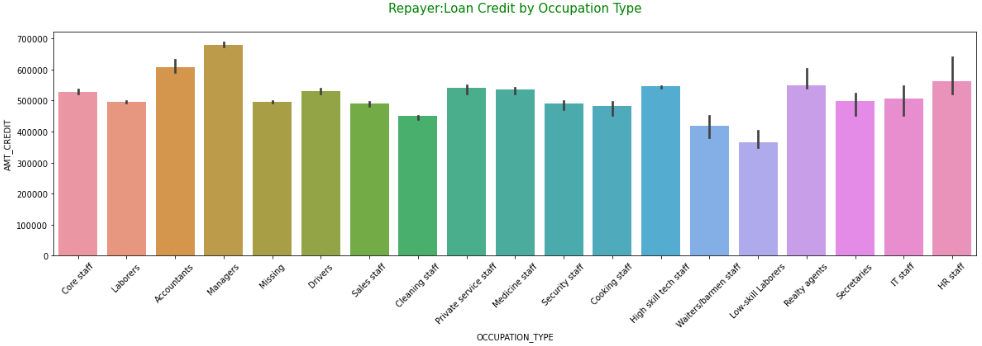 Repayer:Loan Credit by Occupation Type
700000
600000
500000
400000
300000
200000
100000
0
AMT_CREDIT
Core staff
Laborers
Accountants
Managers
Missing
Drivers
Sales staff
Cleaning staff
Private service staff
Medicine staff
Security staff
Cooking staff
High skill tech staff
Waiters/barmen staff
Low-skill Laborers
Realty agents
Secretaries
IT staff
HR staff
OCCUPATION_TYPE